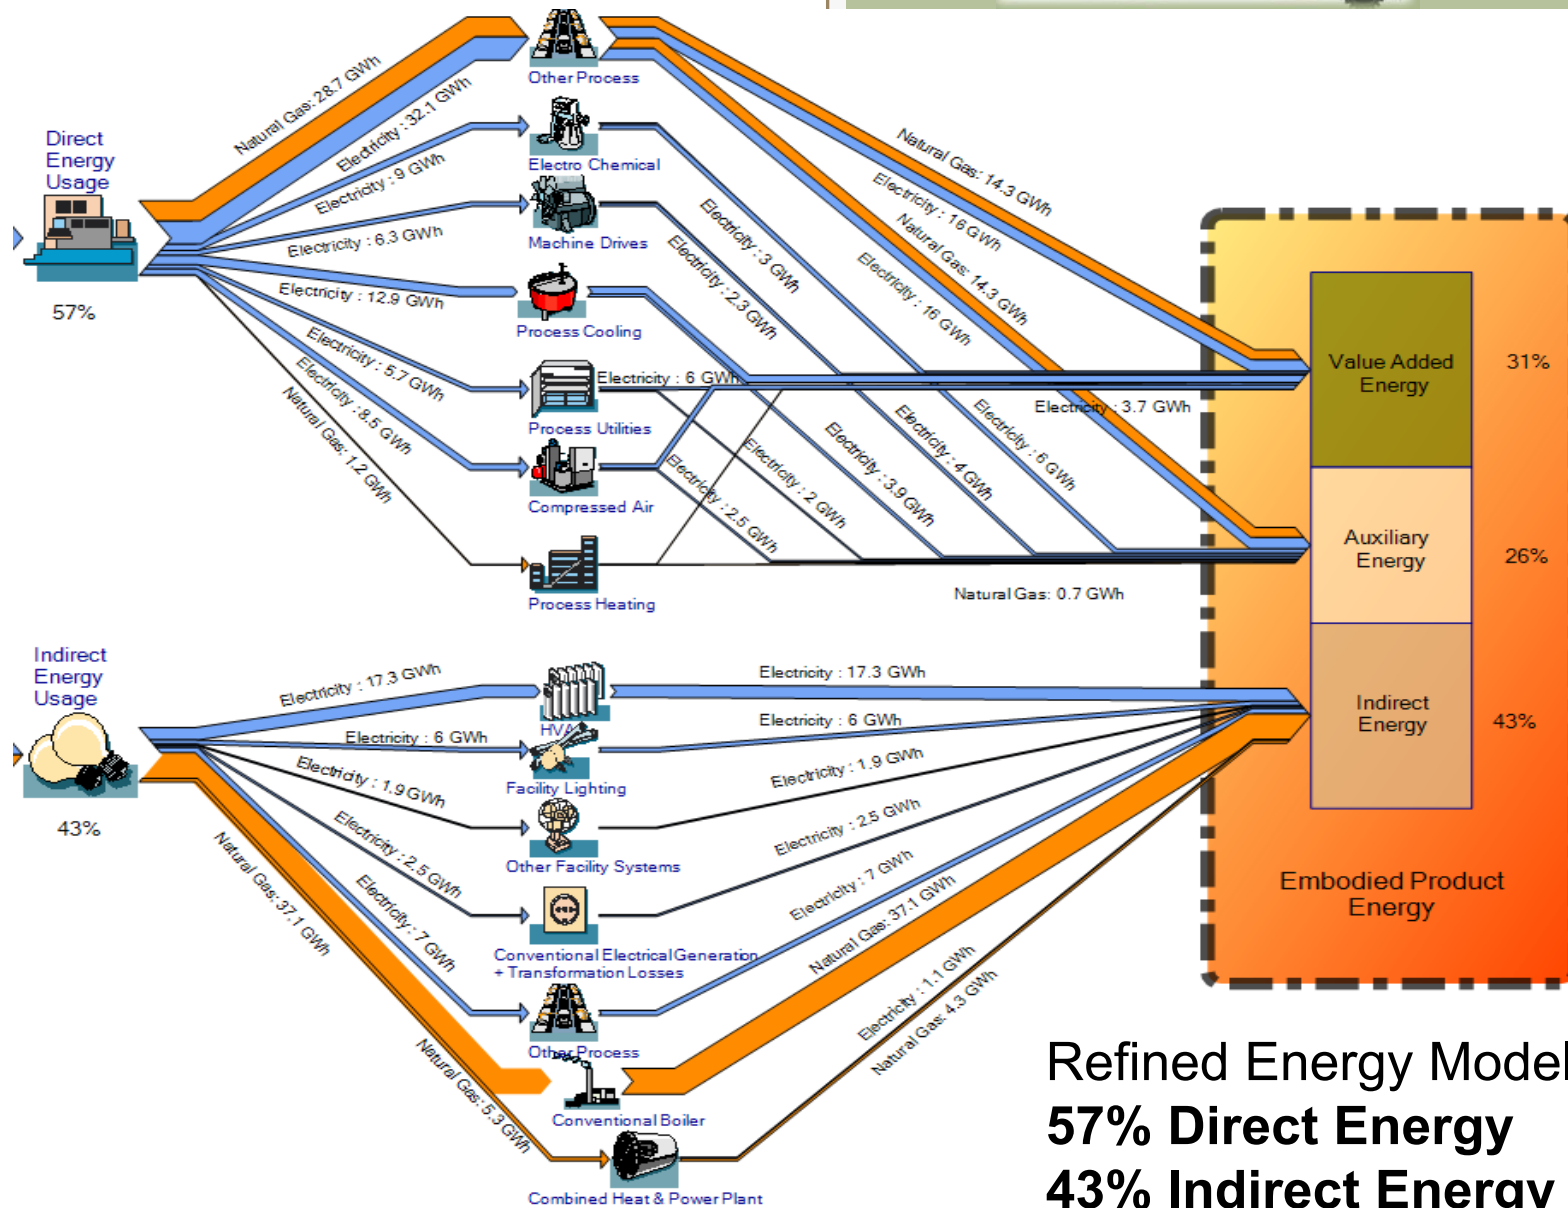 Direct
Energy
Usage
57%
Natural Gas: 28.7 GWh
Electricity : 32.1 GWh
Electricity : 9 GWh
Electricity : 6.3 GWh
Electricity : 12.9 GWh
Electricity : 5.7 GWh
Electricity : 8.5 GWh
Natural Gas: 1.2 GWh
Other Process
Electro Chemical
Machine Drives
Process Cooling
Process Utilities
Compressed Air
Process Heating
Natural Gas: 14.3 GWh
Electricity : 16 GWh
Natural Gas: 14.3 GWh
Electricity : 16 GWh
Electricity : 3 GWh
Electricity : 2.3 GWh
Electricity : 6 GWh
Electricity : 3.7 GWh
Electricity : 6 GWh
Electricity : 4 GWh
Electricity : 3.9 GWh
Electricity : 2 GWh
Electricity : 2.5 GWh
Natural Gas: 0.7 GWh
Value Added
Energy
31%
Auxiliary
Energy
26%
Indirect
Energy
43%
Embodied Product
Energy
Indirect
Energy
Usage
43%
Electricity : 17.3 GWh
Electricity : 6 GWh
Electricity : 1.9 GWh
Electricity : 2.5 GWh
Electricity : 7 GWh
Natural Gas: 37.1 GWh
Natural Gas: 5.3 GWh
HVA
Facility Lighting
Other Facility Systems
Conventional Electrical Generation
+ Transformation Losses
Other Process
Conventional Boiler
Combined Heat & Power Plant
Electricity : 17.3 GWh
Electricity : 6 GWh
Electricity : 1.9 GWh
Electricity : 2.5 GWh
Electricity : 7 GWh
Natural Gas: 37.1 GWh
Electricity : 1.1 GWh
Natural Gas: 4.3 GWh
Refined Energy Model
57% Direct Energy
43% Indirect Energy